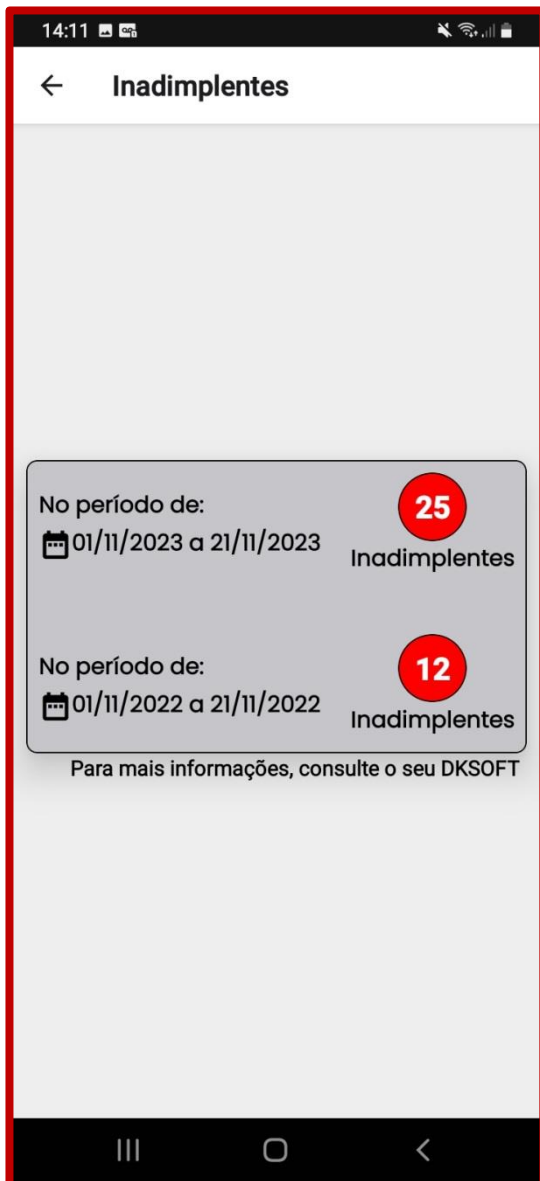 14:11
Inadimplentes
No período de:
01/11/2023 a 21/11/2023
25
Inadimplentes
No período de:
01/11/2022 a 21/11/2022
12
Inadimplentes
Para mais informações, consulte o seu DKSOFT